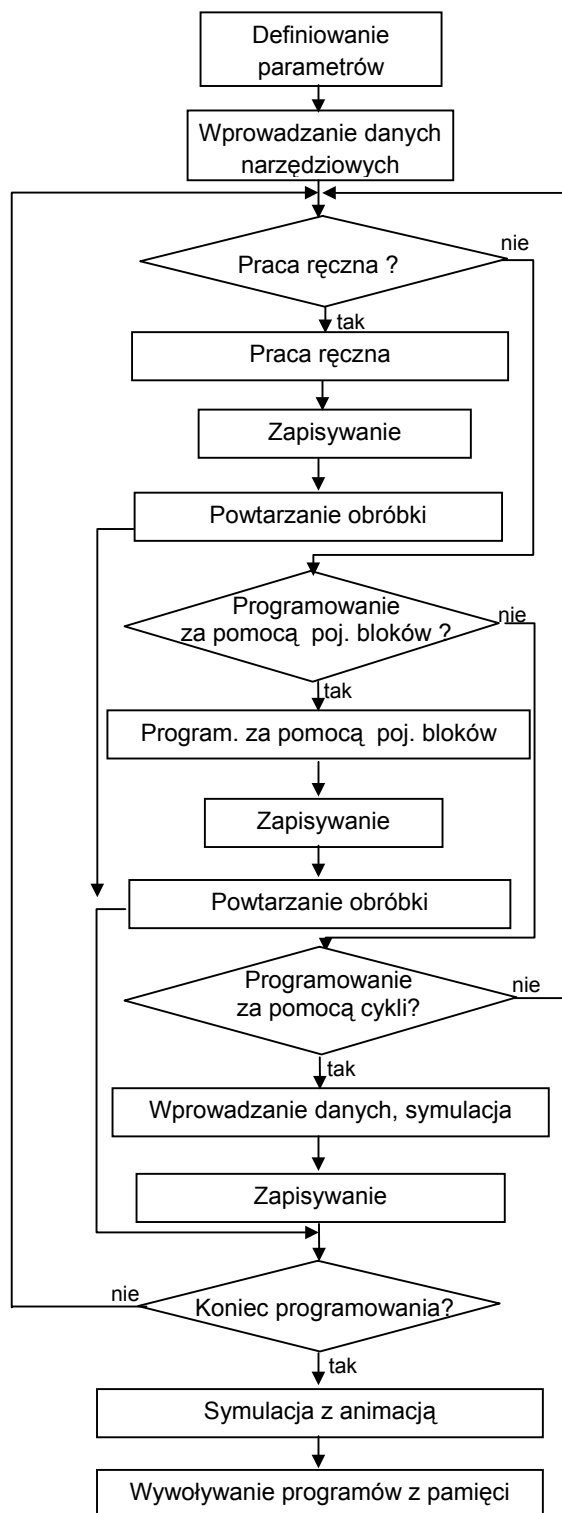 Definiowanie
parametrów
Wprowadzanie danych
narzędziowych
nie
Praca ręczna ?
tak
Praca ręczna
Zapisywanie
Powtarzanie obróbki
Programowanie
za pomocą poj. bloków ?
nie
tak
Program. za pomocą poj. bloków
Zapisywanie
Powtarzanie obróbki
Programowanie
za pomocą cykli?
nie
tak
Wprowadzanie danych, symulacja
Zapisywanie
nie
Koniec programowania?
tak
Symulacja z animacją
Wywoływanie programów z pamięci